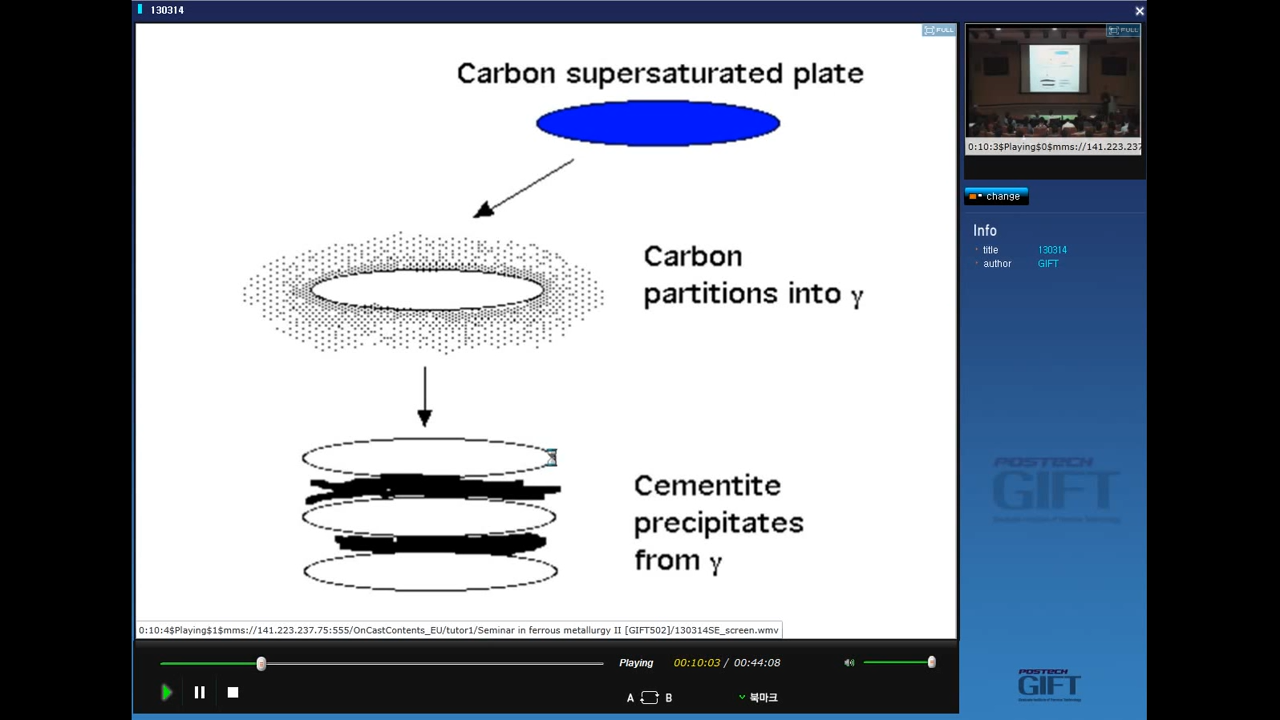 130314
FULL
FULL
Carbon supersaturated plate
Carbon
partitions into γ
Cementite
precipitates
from γ
0:10:3$Playing$0$mms://141.223.237
change
Info
title 130314
author GIFT
POSTECH
GIFT
0:10:4$Playing$1$mms://141.223.237.75:555/OnCastContents_EU/tutor1/Seminar in ferrous metallurgy II [GIFT502]/130314SE_screen.wmv
Playing 00:10:03 / 00:44:08
A B 북마크
POSTECH
GIFT